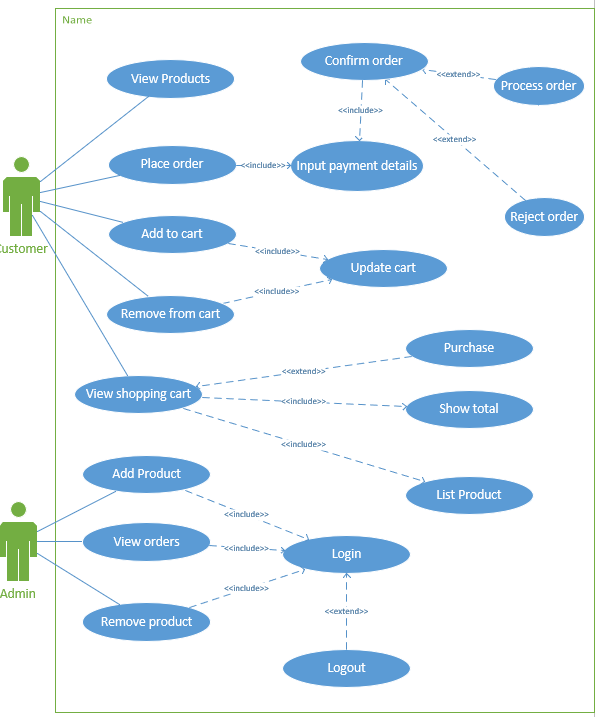 Name
Confirm order
View Products
<<extend>>
Process order
<<include>>
<<extend>>
Place order
<<include>>
Input payment details
Reject order
Add to cart
Customer
<<include>>
Update cart
<<include>>
Remove from cart
Purchase
<<extend>>
View shopping cart
<<include>>
Show total
<<include>>
Add Product
List Product
<<include>>
View orders
<<include>>
Login
Admin
<<include>>
Remove product
<<extend>>
Logout